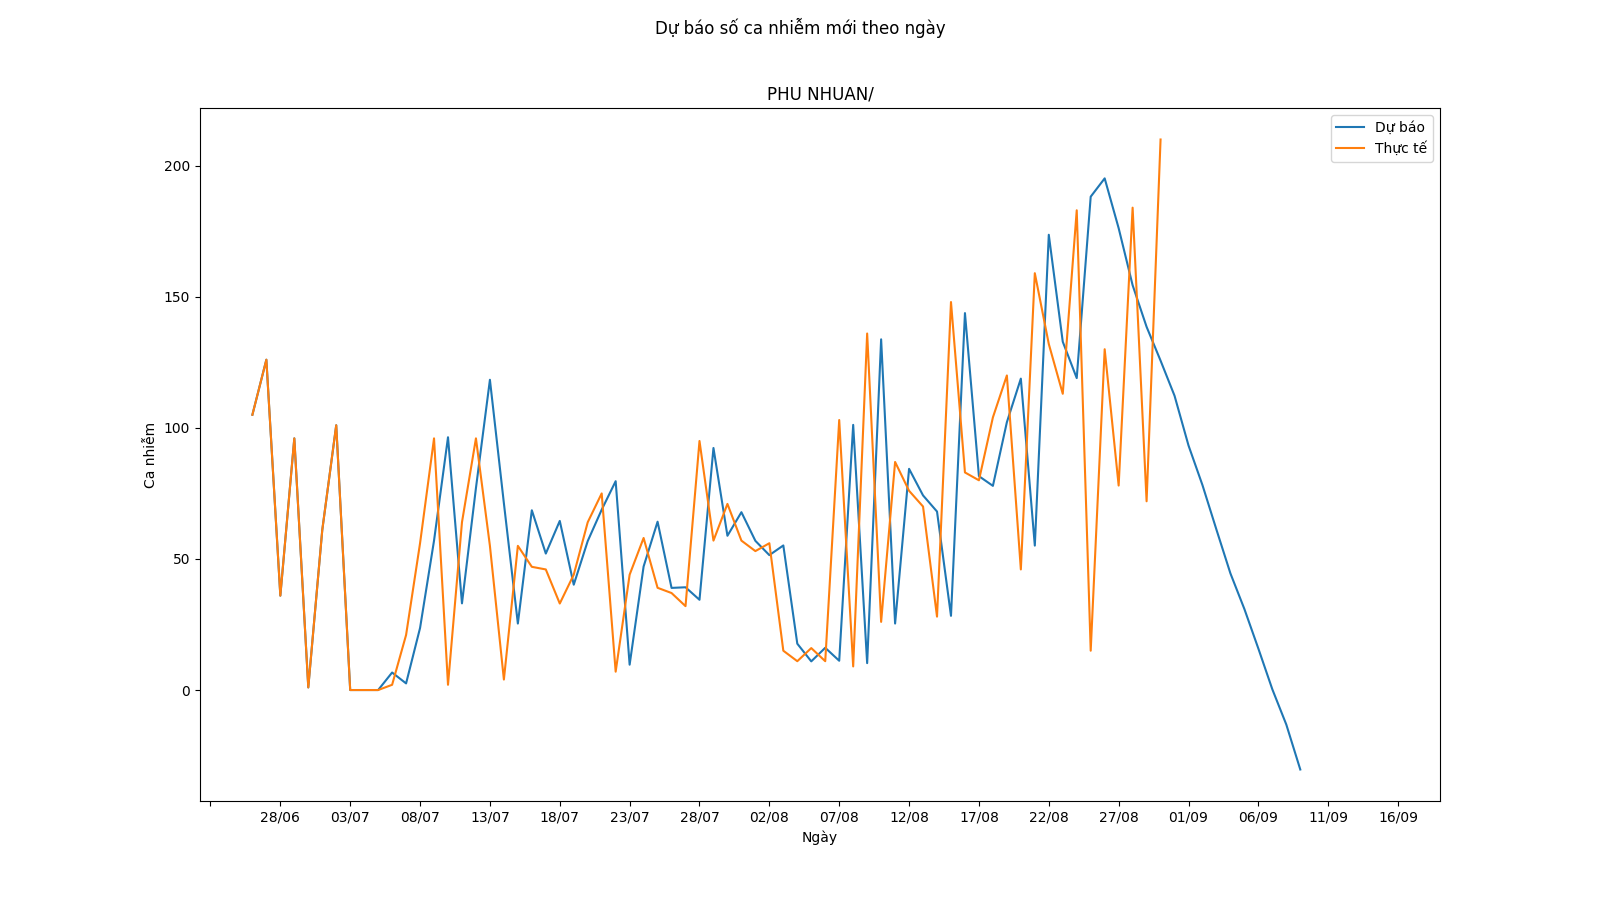 Dự báo số ca nhiễm mới theo ngày
PHU NHUAN/
Dự báo
Thực tế
200
150
100
50
0
Ca nhiễm
28/06 03/07 08/07 13/07 18/07 23/07 28/07 02/08 07/08 12/08 17/08 22/08 27/08 01/09 06/09 11/09 16/09
Ngày